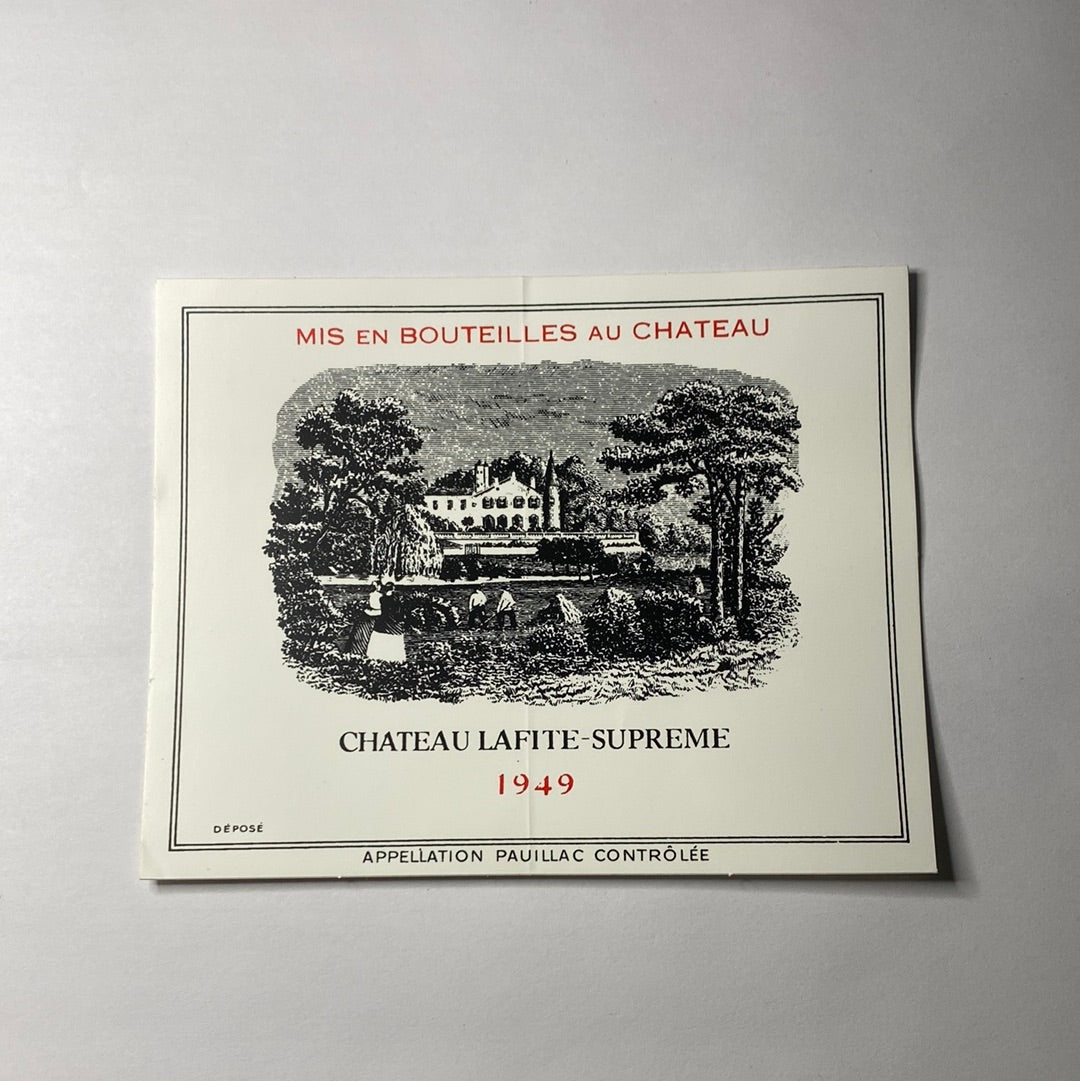 MIS EN BOUTEILLES AU CHATEAU
CHATEAU LAFITE-SUPREME
1949
DÉPOSÉ
APPELLATION PAUILLAC CONTRÔLÉE